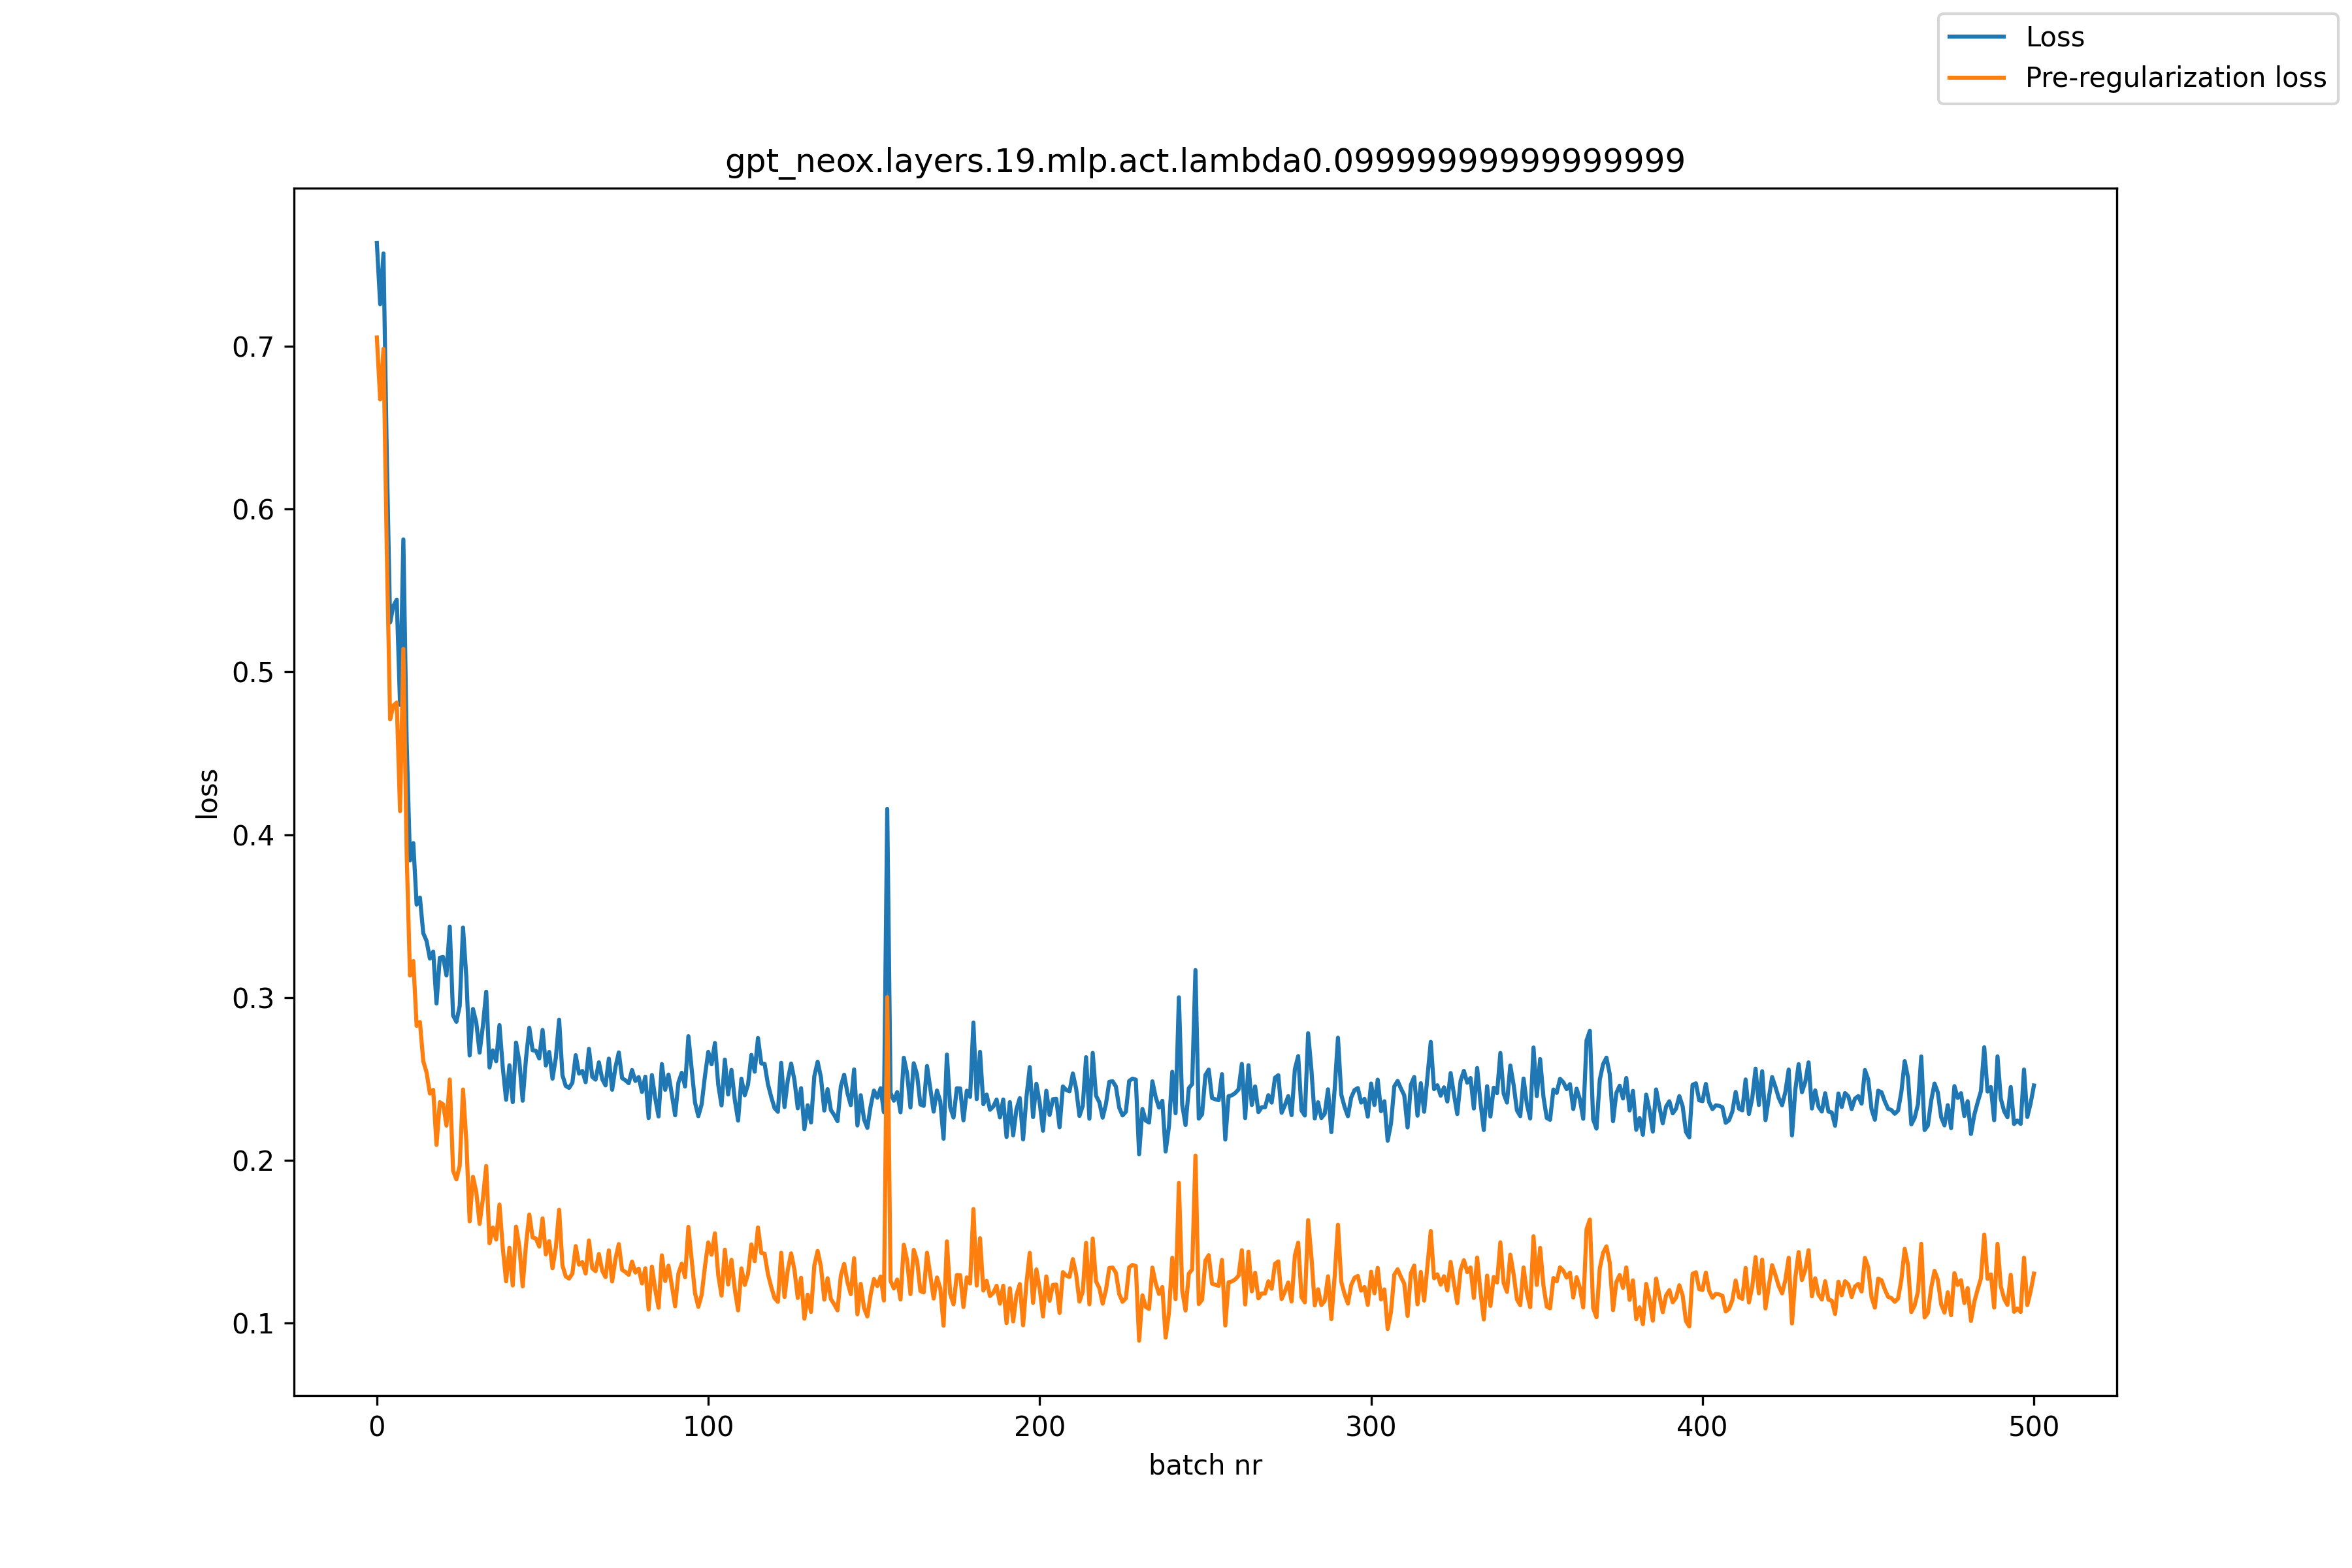 Loss
Pre-regularization loss
gpt_neox.layers.19.mlp.act.lambda0.09999999999999999
0.7
0.6
0.5
0.4
0.3
0.2
0.1
loss
0 100 200 300 400 500
batch nr